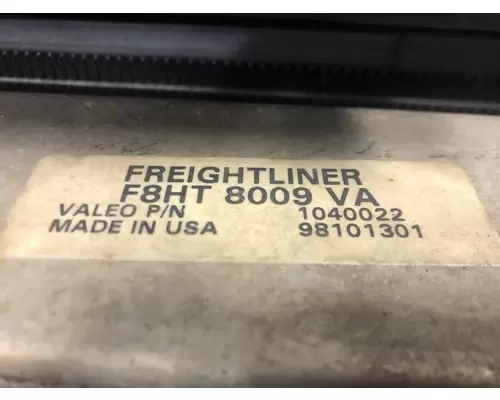 FREIGHTLINER
F8HT 8009 VA
VALEO P/N 1040022
MADE IN USA 98101301